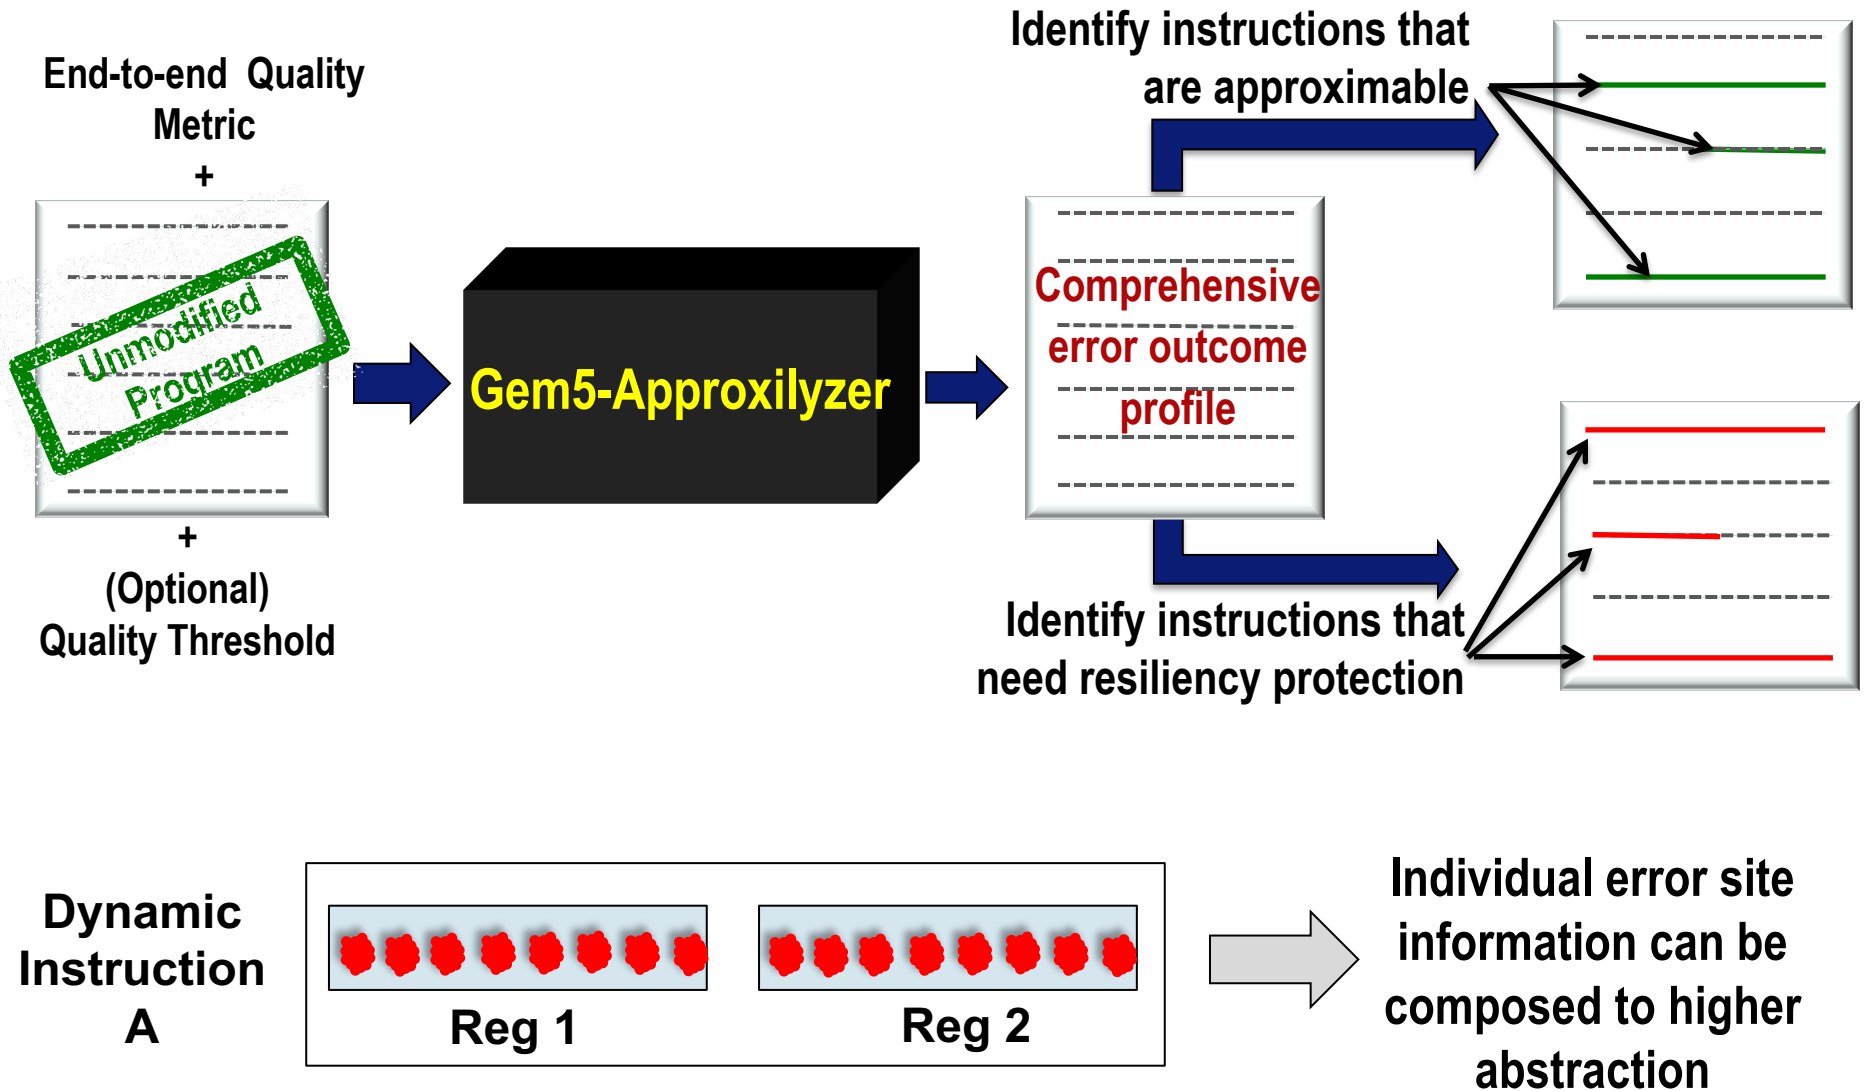 End-to-end Quality
Metric
+
Unmodified
Program
+
(Optional)
Quality Threshold
Gem5-Approxilyzer
Comprehensive
error outcome
profile
Identify instructions that
are approximable
Identify instructions that
need resiliency protection
Dynamic
Instruction
A
Reg 1
Reg 2
Individual error site
information can be
composed to higher
abstraction